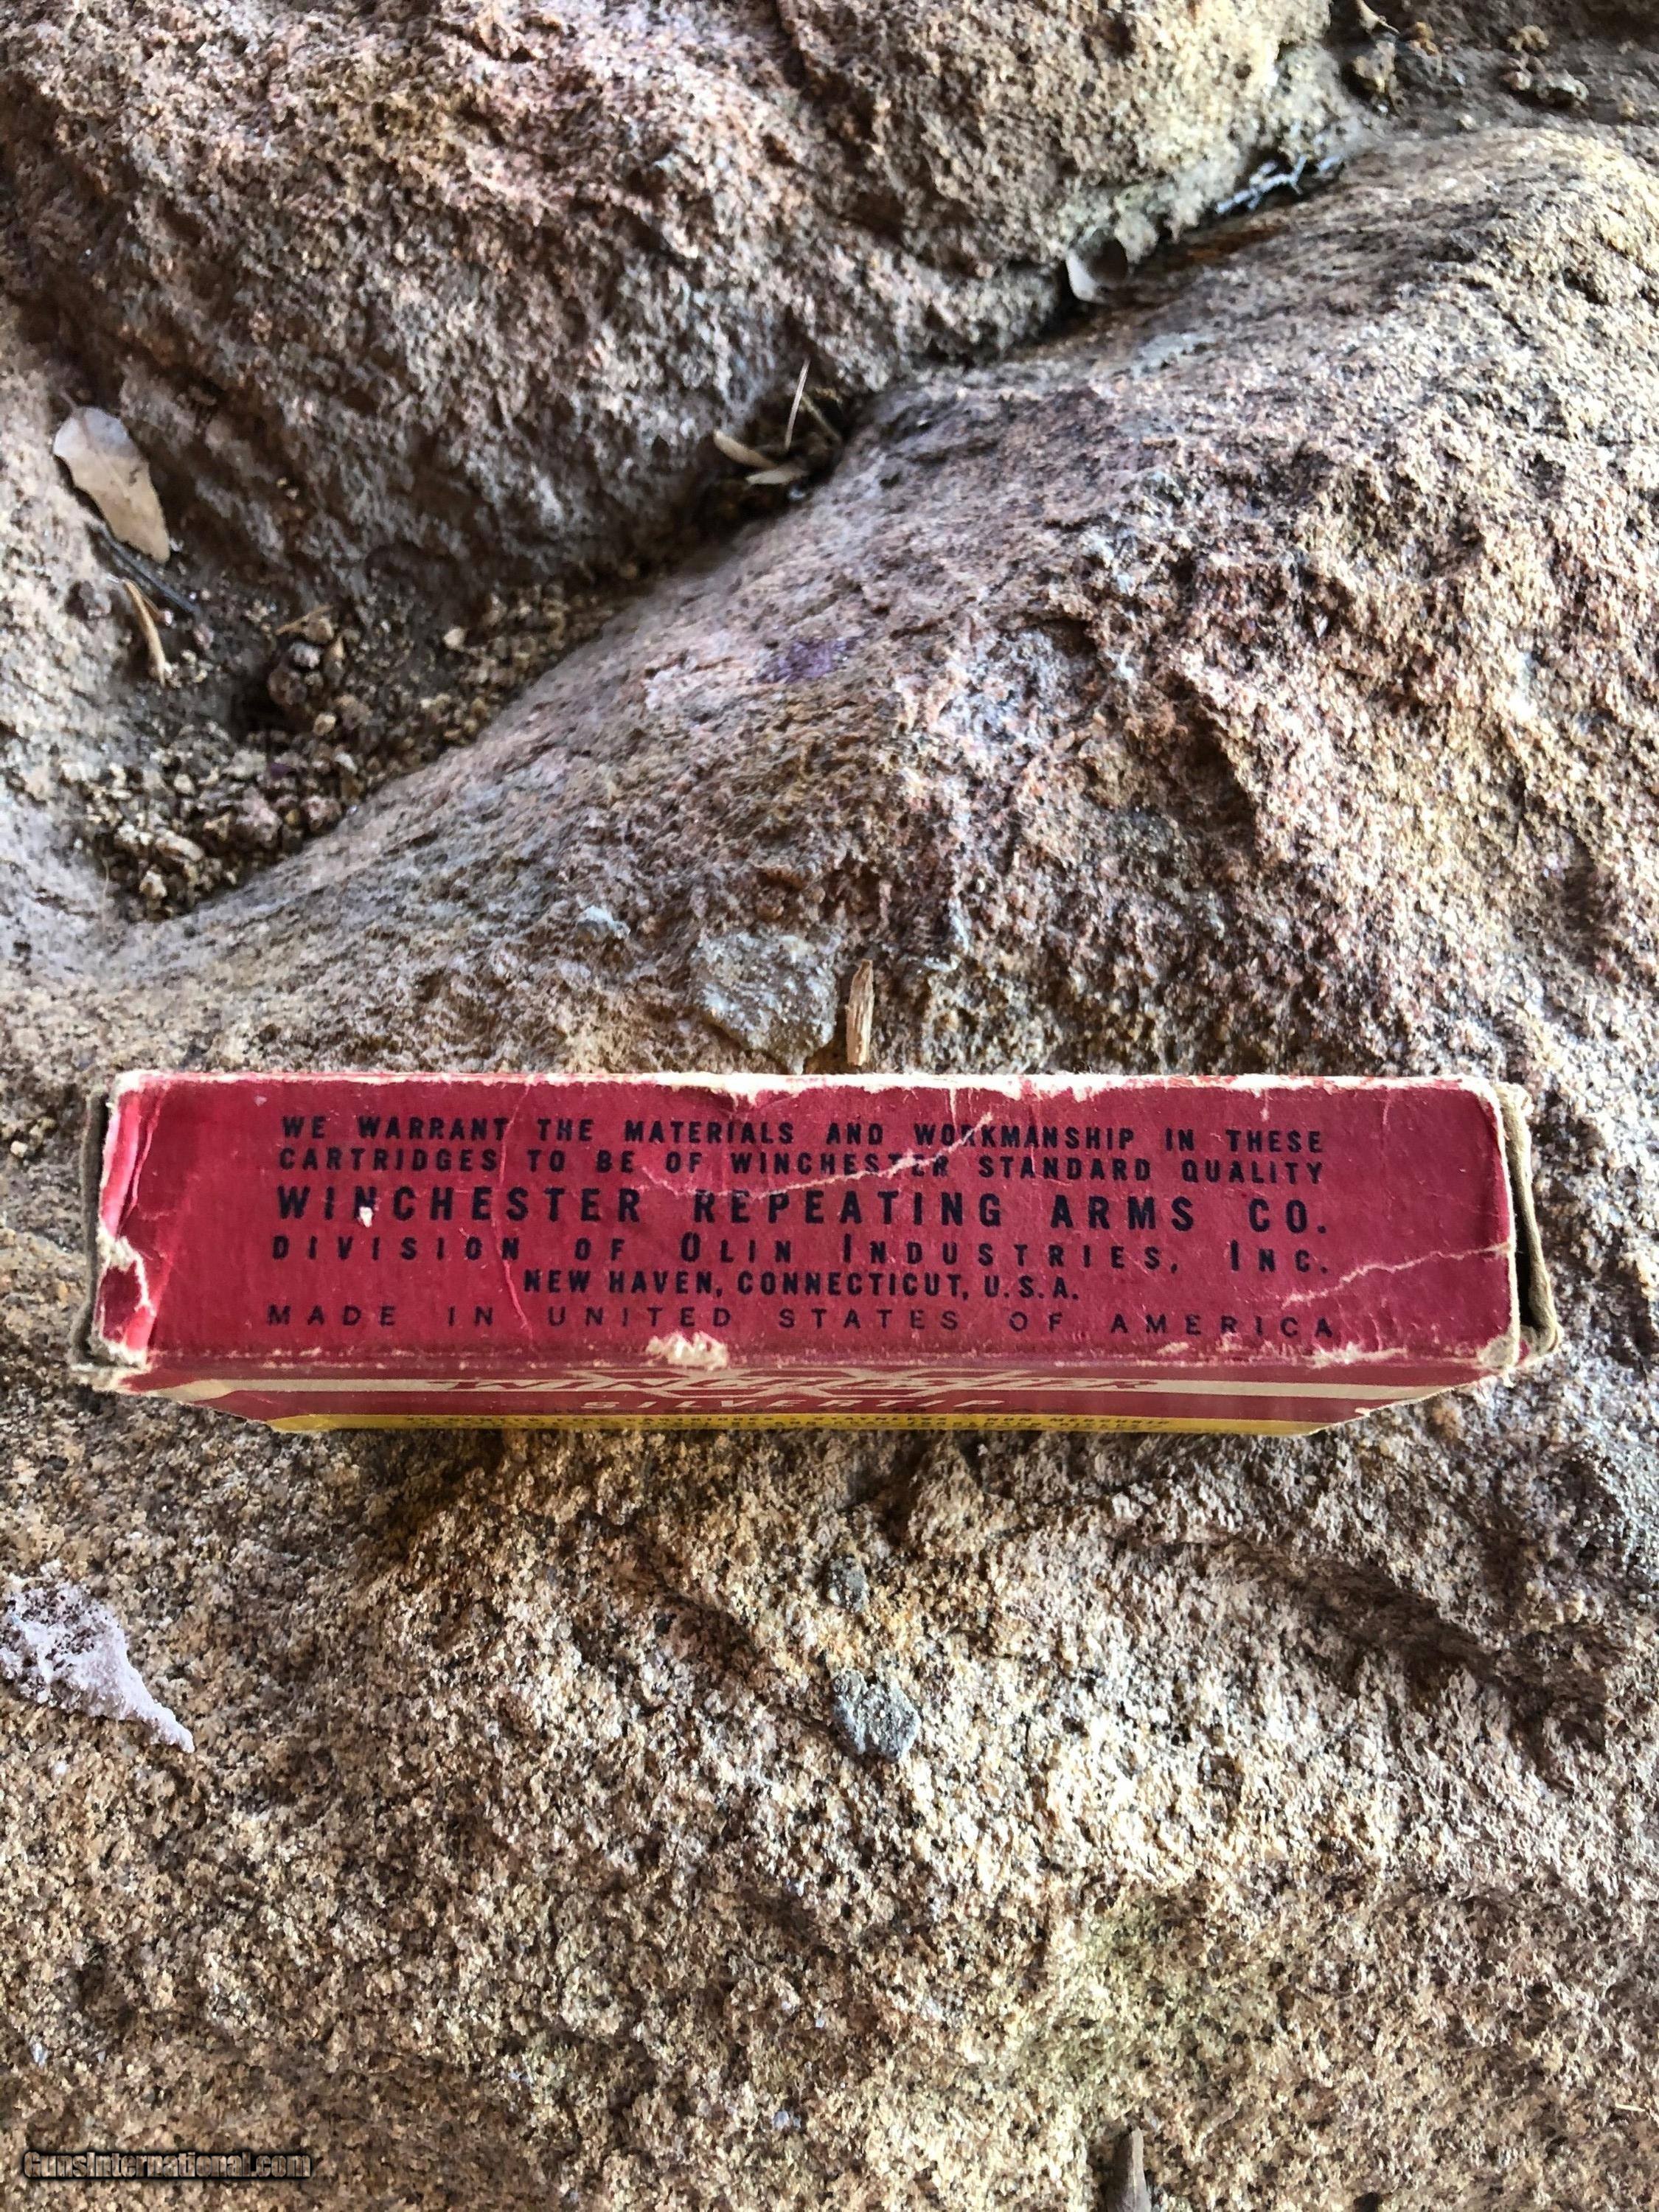 WE WARRANT THE MATERIALS AND WORKMANSHIP IN THESE
CARTRIDGES TO BE OF WINCHESTER STANDARD QUALITY
WINCHESTER REPEATING ARMS CO.
DIVISION OF OLIN INDUSTRIES, INC.
NEW HAVEN, CONNECTICUT, U.S.A.
MADE IN UNITED STATES OF AMERICA
WINCHESTER
SILVERTIP
GunsInternational.com